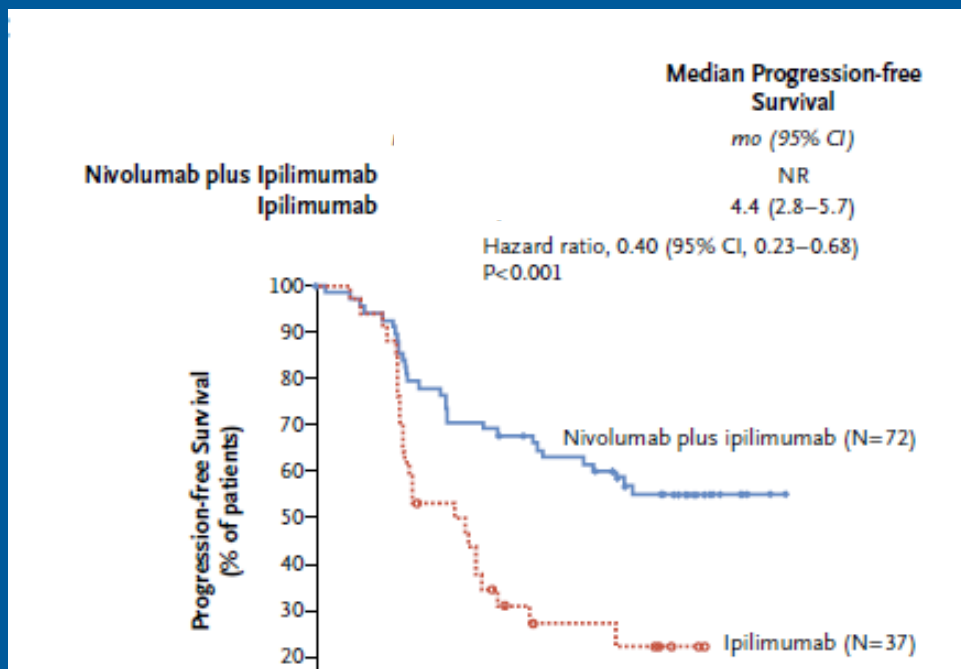 Median Progression-free
Survival
mo (95% CI)
Nivolumab plus Ipilimumab NR
Ipilimumab 4.4 (2.8–5.7)
Hazard ratio, 0.40 (95% CI, 0.23–0.68)
P<0.001
Progression-free Survival
(% of patients)
100
90
80
70
60
50
40
30
20
Nivolumab plus ipilimumab (N=72)
Ipilimumab (N=37)